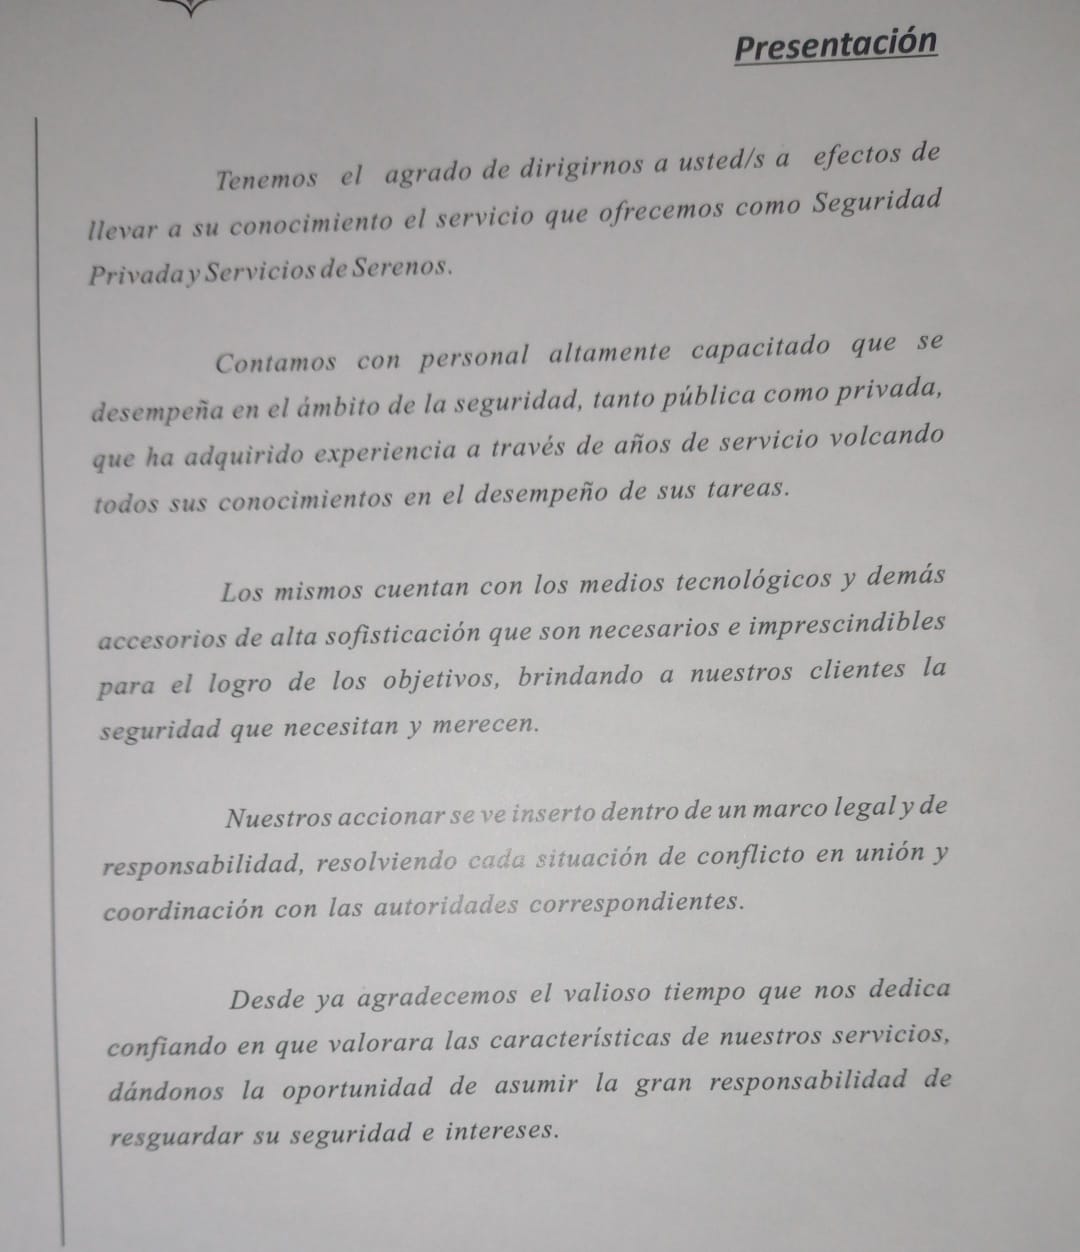 Presentación
Tenemos el agrado de dirigirnos a usted/s a efectos de
llevar a su conocimiento el servicio que ofrecemos como Seguridad
Privada y Servicios de Serenos.
Contamos con personal altamente capacitado que se
desempeña en el ámbito de la seguridad, tanto pública como privada,
que ha adquirido experiencia a través de años de servicio volcando
todos sus conocimientos en el desempeño de sus tareas.
Los mismos cuentan con los medios tecnológicos y demás
accesorios de alta sofisticación que son necesarios e imprescindibles
para el logro de los objetivos, brindando a nuestros clientes la
seguridad que necesitan y merecen.
Nuestros accionar se ve inserto dentro de un marco legal y de
responsabilidad, resolviendo cada situación de conflicto en unión y
coordinación con las autoridades correspondientes.
Desde ya agradecemos el valioso tiempo que nos dedica
confiando en que valorara las características de nuestros servicios,
dándonos la oportunidad de asumir la gran responsabilidad de
resguardar su seguridad e intereses.